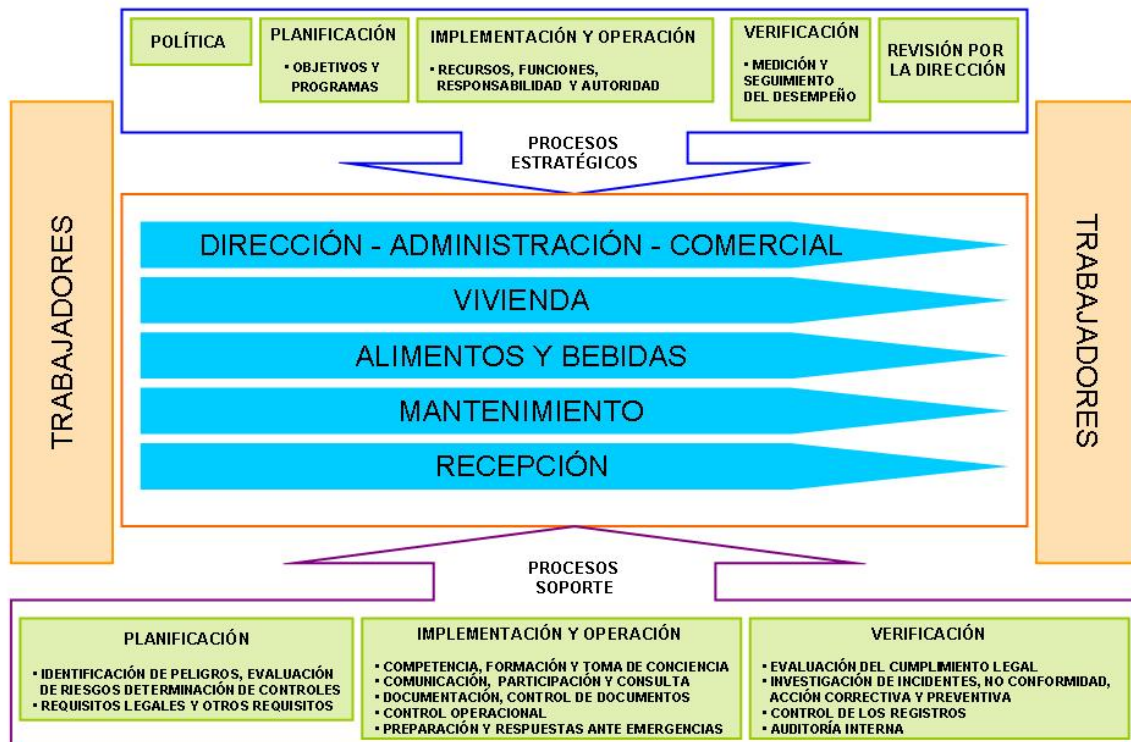 POLÍTICA
PLANIFICACIÓN
• OBJETIVOS Y
PROGRAMAS
IMPLEMENTACIÓN Y OPERACIÓN
• RECURSOS, FUNCIONES,
RESPONSABILIDAD Y AUTORIDAD
VERIFICACIÓN
• MEDICIÓN Y
SEGUIMIENTO
DEL DESEMPEÑO
REVISIÓN POR
LA DIRECCIÓN
PROCESOS
ESTRATÉGICOS
TRABAJADORES
DIRECCIÓN - ADMINISTRACIÓN - COMERCIAL
VIVIENDA
ALIMENTOS Y BEBIDAS
MANTENIMIENTO
RECEPCIÓN
TRABAJADORES
PROCESOS
SOPORTE
PLANIFICACIÓN
• IDENTIFICACIÓN DE PELIGROS, EVALUACIÓN
DE RIESGOS DETERMINACIÓN DE CONTROLES
• REQUISITOS LEGALES Y OTROS REQUISITOS
IMPLEMENTACIÓN Y OPERACIÓN
• COMPETENCIA, FORMACIÓN Y TOMA DE CONCIENCIA
• COMUNICACIÓN, PARTICIPACIÓN Y CONSULTA
• DOCUMENTACIÓN, CONTROL DE DOCUMENTOS
• CONTROL OPERACIONAL
• PREPARACIÓN Y RESPUESTAS ANTE EMERGENCIAS
VERIFICACIÓN
• EVALUACIÓN DEL CUMPLIMIENTO LEGAL
• INVESTIGACIÓN DE INCIDENTES, NO CONFORMIDAD,
ACCIÓN CORRECTIVA Y PREVENTIVA
• CONTROL DE LOS REGISTROS
• AUDITORÍA INTERNA